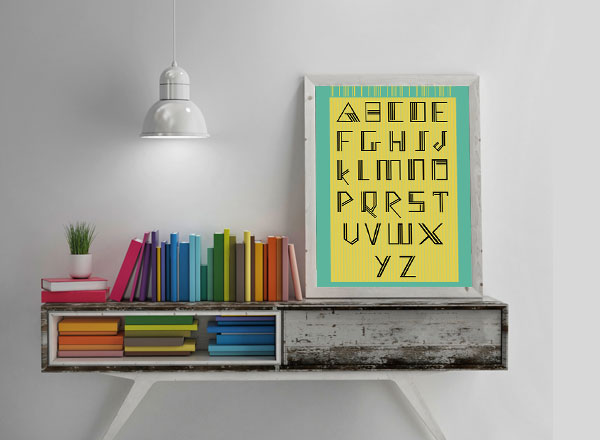 ABCDE
FGHIJ
kLMNO
PQRST
UVWX
YZ